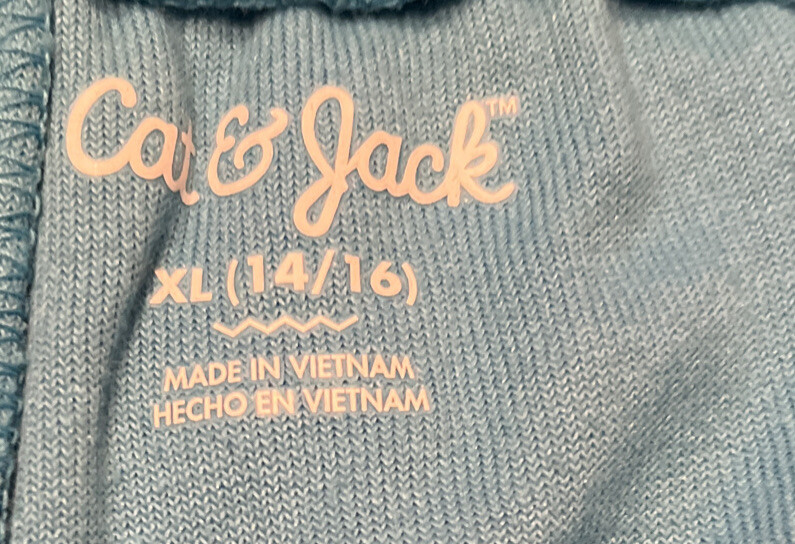 Cat & Jack™
XL (14/16)
MADE IN VIETNAM
HECHO EN VIETNAM